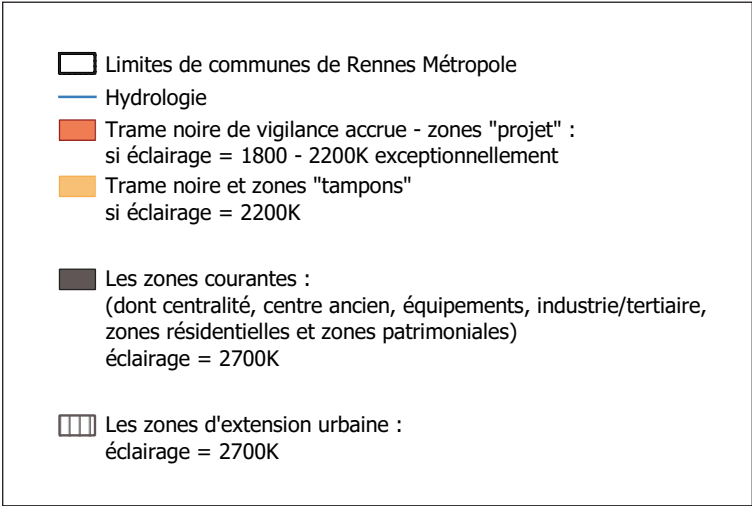 Limites de communes de Rennes Métropole
Hydrologie
Trame noire de vigilance accrue - zones "projet" :
si éclairage = 1800 - 2200K exceptionnellement
Trame noire et zones "tampons"
si éclairage = 2200K
Les zones courantes :
(dont centralité, centre ancien, équipements, industrie/tertiaire,
zones résidentielles et zones patrimoniales)
éclairage = 2700K
Les zones d'extension urbaine :
éclairage = 2700K